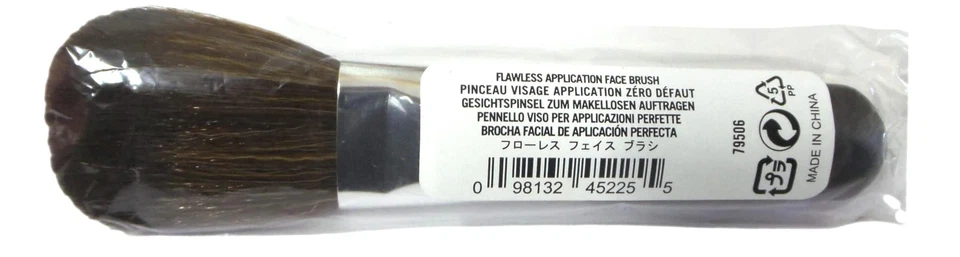 FLAWLESS APPLICATION FACE BRUSH
PINCEAU VISAGE APPLICATION ZÉRO DÉFAUT
GESICHTSPINSEL ZUM MAKELLOSEN AUFTRAGEN
PENNELLO VISO PER APPLICAZIONI PERFETTE
BROCHA FACIAL DE APLICACIÓN PERFECTA
フローレス フェイス ブラシ
0 98132 45225 5
79506
5
PP
プラ
MADE IN CHINA